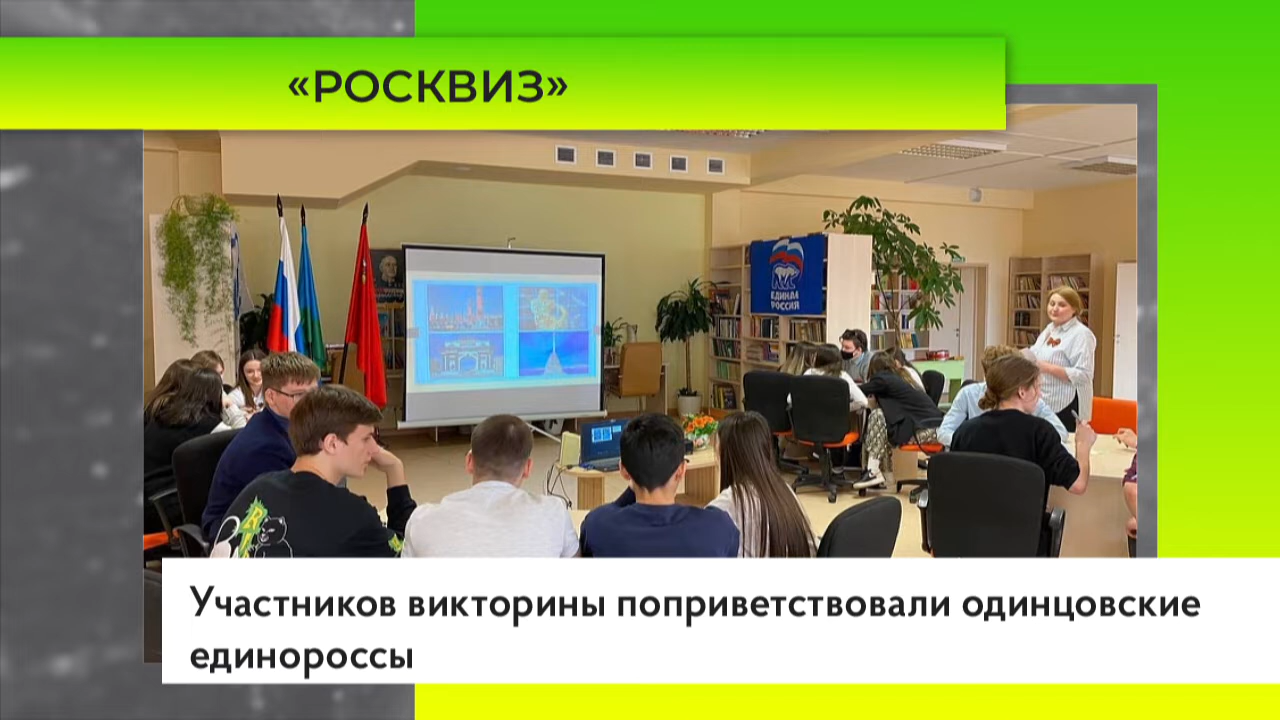 «РОСКВИЗ»
ЕДИНАЯ
РОССИЯ
Участников викторины поприветствовали одинцовские
единороссы